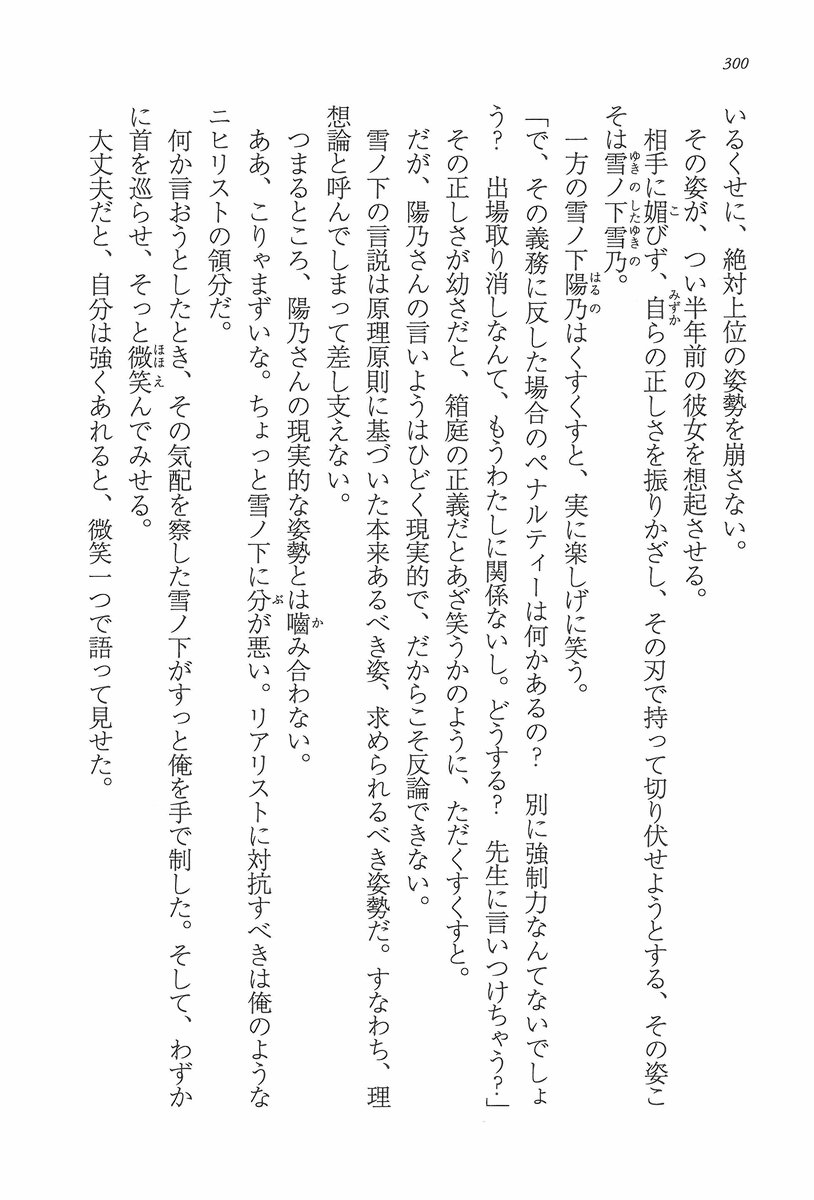 300
いるくせに、絶対上位の姿勢を崩さない。
その姿が、つい半年前の彼女を想起させる。
相手に媚びず、自らの正しさを振りかざし、その刃で持って切り伏せようとする、その姿こ
そは雪ノ下雪乃。
一方の雪ノ下陽乃はくすくすと、実に楽しげに笑う。
「で、その義務に反した場合のペナルティーは何かあるの？　別に強制力なんてないでしょ
う？　出場取り消しなんて、もうわたしに関係ないし。どうする？　先生に言いつけちゃう？」
その正しさが幼さだと、箱庭の正義だとあざ笑うかのように、ただくすくすと。
だが、陽乃さんの言いようはひどく現実的で、だからこそ反論できない。
雪ノ下の言説は原理原則に基づいた本来あるべき姿、求められるべき姿勢だ。すなわち、理
想論と呼んでしまって差し支えない。
つまるところ、陽乃さんの現実的な姿勢とは嚙み合わない。
ああ、こりゃまずいな。ちょっと雪ノ下に分が悪い。リアリストに対抗すべきは俺のような
ニヒリストの領分だ。
何か言おうとしたとき、その気配を察した雪ノ下がすっと俺を手で制した。そして、わずか
に首を巡らせ、そっと微笑んでみせる。
大丈夫だと、自分は強くあれると、微笑一つで語って見せた。